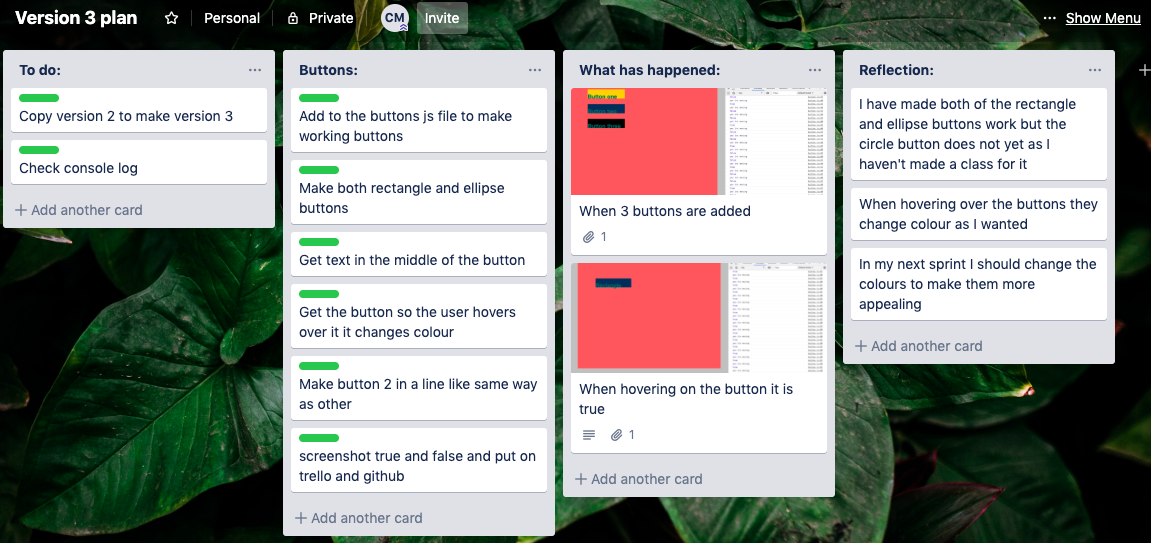 Version 3 plan
Personal
Private
CM
Invite
Show Menu
To do:
Copy version 2 to make version 3
Check console log
+ Add another card
Buttons:
Add to the buttons js file to make
working buttons
Make both rectangle and ellipse
buttons
Get text in the middle of the button
Get the button so the user hovers
over it it changes colour
Make button 2 in a line like same way
as other
screenshot true and false and put on
trello and github
+ Add another card
What has happened:
Button one
Button three
When 3 buttons are added
1
When hovering on the button it is
true
1
+ Add another card
Reflection:
I have made both of the rectangle
and ellipse buttons work but the
circle button does not yet as I
haven't made a class for it
When hovering over the buttons they
change colour as I wanted
In my next sprint I should change the
colours to make them more
appealing
+ Add another card